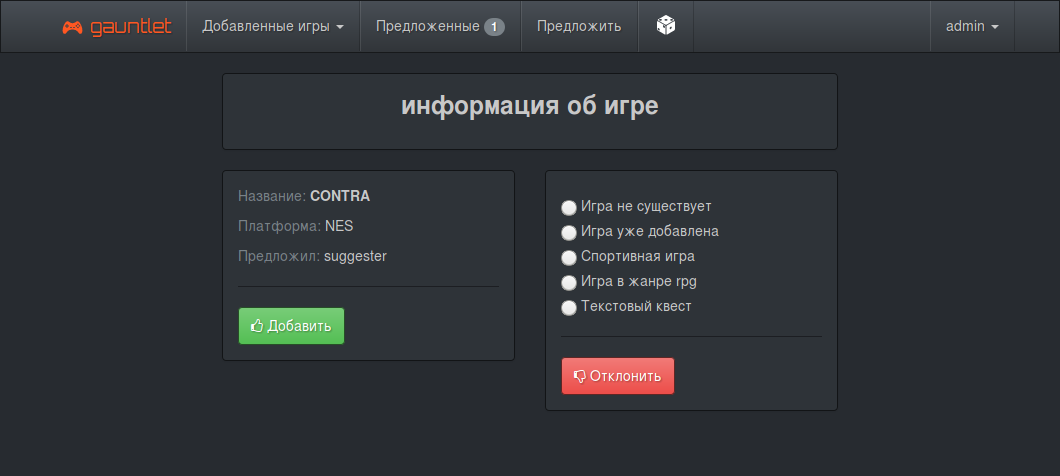 gauntlet Добавленные игры Предложенные 1 Предложить admin
информация об игре
Название: CONTRA
Платформа: NES
Предложил: suggester
Добавить
Игра не существует
Игра уже добавлена
Спортивная игра
Игра в жанре rpg
Текстовый квест
Отклонить